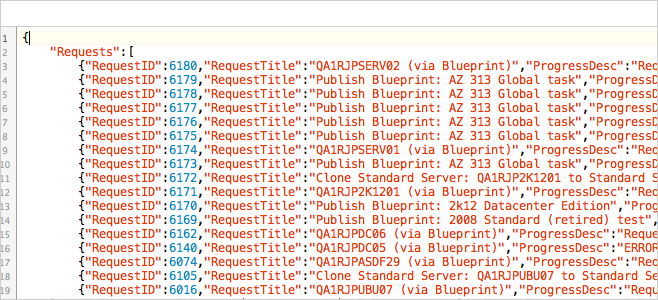 1 {
2 "Requests":[
3 {"RequestID":6180,"RequestTitle":"QA1RJPSERV02 (via Blueprint)","ProgressDesc":"Req
4 {"RequestID":6179,"RequestTitle":"Publish Blueprint: AZ 313 Global task","ProgressD
5 {"RequestID":6178,"RequestTitle":"Publish Blueprint: AZ 313 Global task","ProgressD
6 {"RequestID":6177,"RequestTitle":"Publish Blueprint: AZ 313 Global task","ProgressD
7 {"RequestID":6176,"RequestTitle":"Publish Blueprint: AZ 313 Global task","ProgressD
8 {"RequestID":6175,"RequestTitle":"Publish Blueprint: AZ 313 Global task","ProgressD
9 {"RequestID":6174,"RequestTitle":"QA1RJPSERV01 (via Blueprint)","ProgressDesc":"Req
10 {"RequestID":6173,"RequestTitle":"Publish Blueprint: AZ 313 Global task","ProgressD
11 {"RequestID":6172,"RequestTitle":"Clone Standard Server: QA1RJP2K1201 to Standard S
12 {"RequestID":6171,"RequestTitle":"QA1RJP2K1201 (via Blueprint)","ProgressDesc":"Req
13 {"RequestID":6170,"RequestTitle":"Publish Blueprint: 2k12 Datacenter Edition","Prog
14 {"RequestID":6169,"RequestTitle":"Publish Blueprint: 2008 Standard (retired) test",
15 {"RequestID":6162,"RequestTitle":"QA1RJPDC06 (via Blueprint)","ProgressDesc":"Reque
16 {"RequestID":6140,"RequestTitle":"QA1RJPDC05 (via Blueprint)","ProgressDesc":"ERROR
17 {"RequestID":6074,"RequestTitle":"QA1RJPASDF29 (via Blueprint)","ProgressDesc":"Req
18 {"RequestID":6105,"RequestTitle":"Clone Standard Server: QA1RJPUBU07 to Standard Se
19 {"RequestID":6016,"RequestTitle":"QA1RJPUBU07 (via Blueprint)","ProgressDesc":"Requ